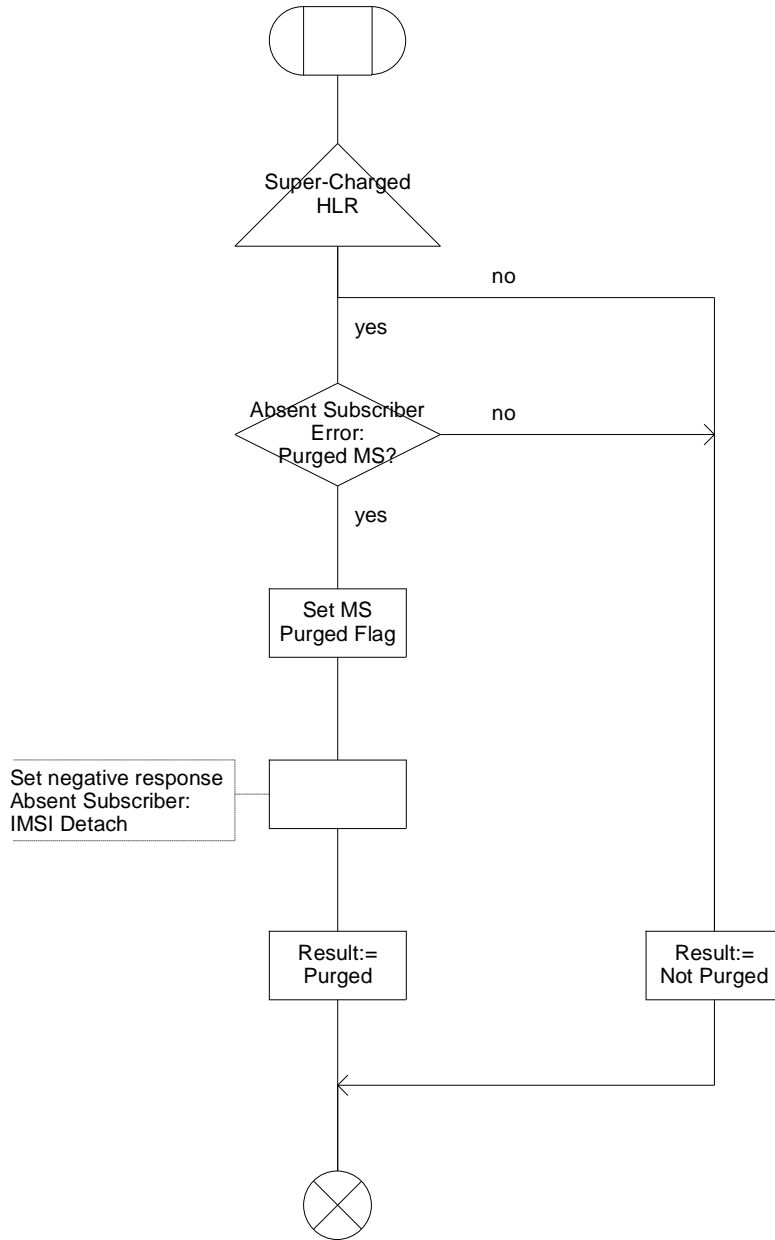 Super-Charged
HLR
no
yes
Absent Subscriber
Error:
Purged MS?
no
yes
Set MS
Purged Flag
Set negative response
Absent Subscriber:
IMSI Detach
Result:=
Purged
Result:=
Not Purged